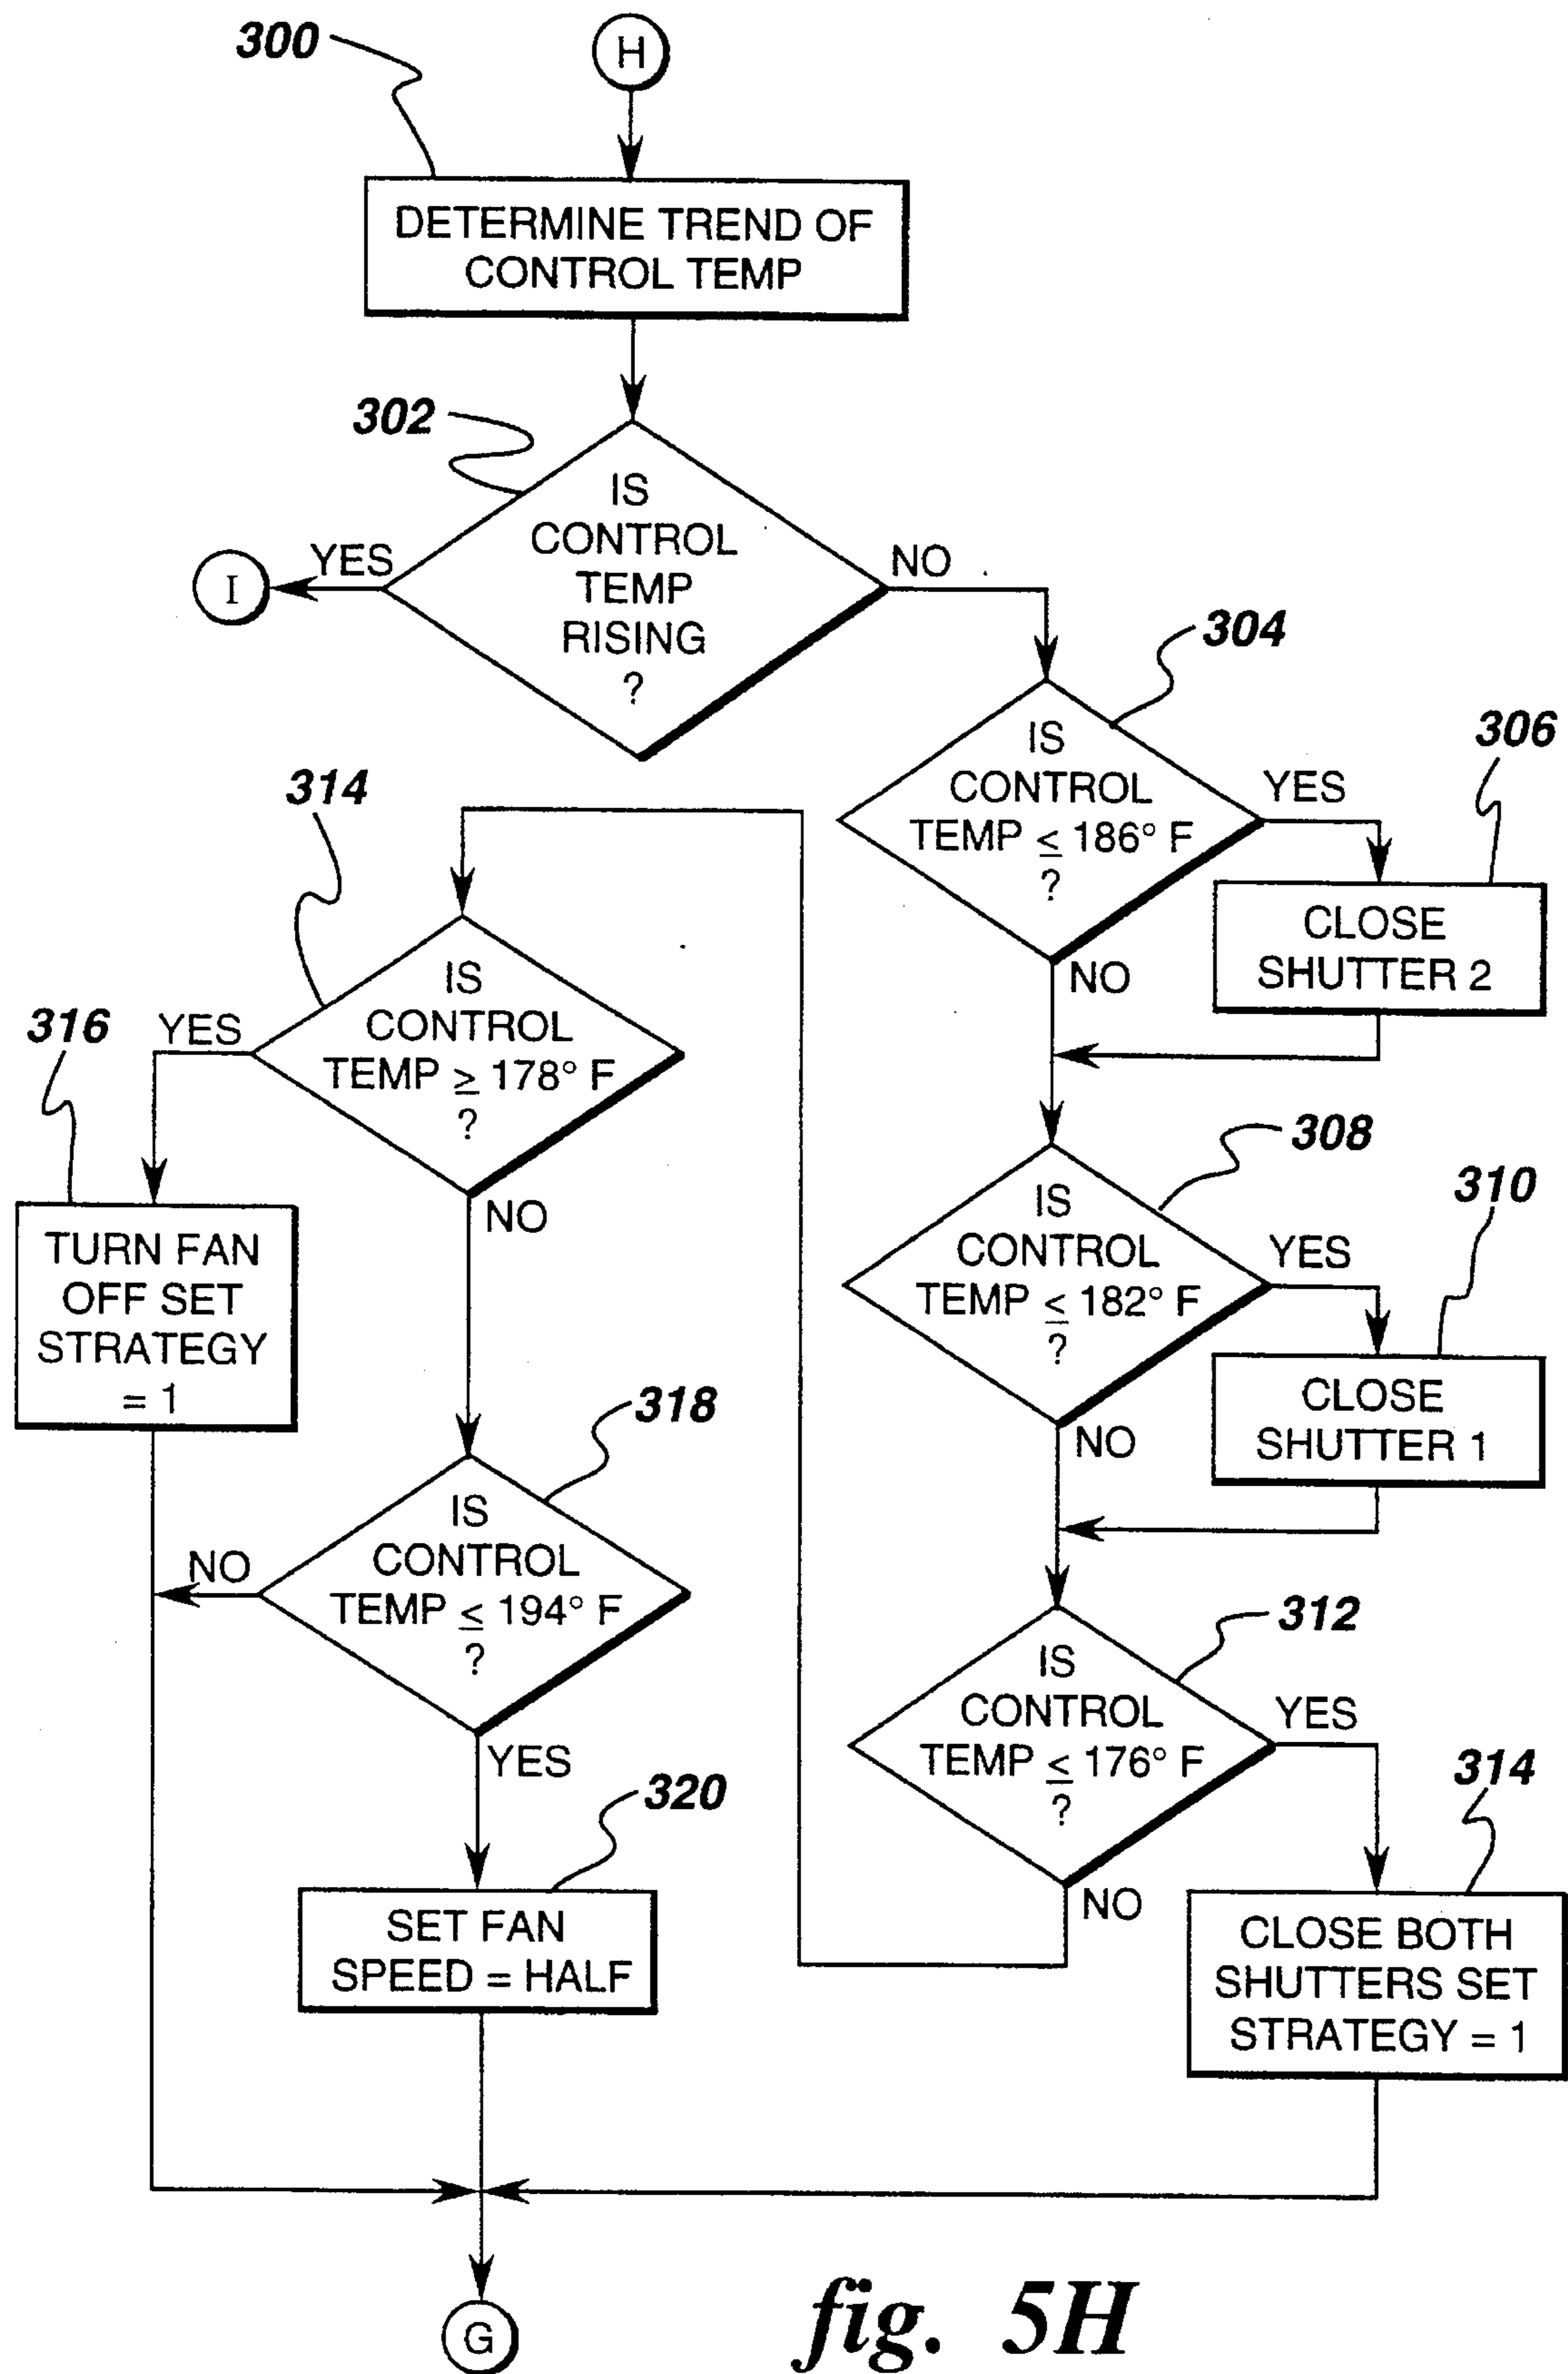 300
H
DETERMINE TREND OF
CONTROL TEMP
302
IS
CONTROL
TEMP
RISING
?
YES
I
NO
304
IS
CONTROL
TEMP ≤ 186° F
?
YES
306
CLOSE
SHUTTER 2
NO
308
IS
CONTROL
TEMP ≤ 182° F
?
YES
310
CLOSE
SHUTTER 1
NO
312
IS
CONTROL
TEMP ≤ 176° F
?
YES
314
CLOSE BOTH
SHUTTERS SET
STRATEGY = 1
NO
314
IS
CONTROL
TEMP ≥ 178° F
?
YES
316
TURN FAN
OFF SET
STRATEGY
= 1
NO
318
IS
CONTROL
TEMP ≤ 194° F
?
NO
YES
320
SET FAN
SPEED = HALF
G
fig. 5H